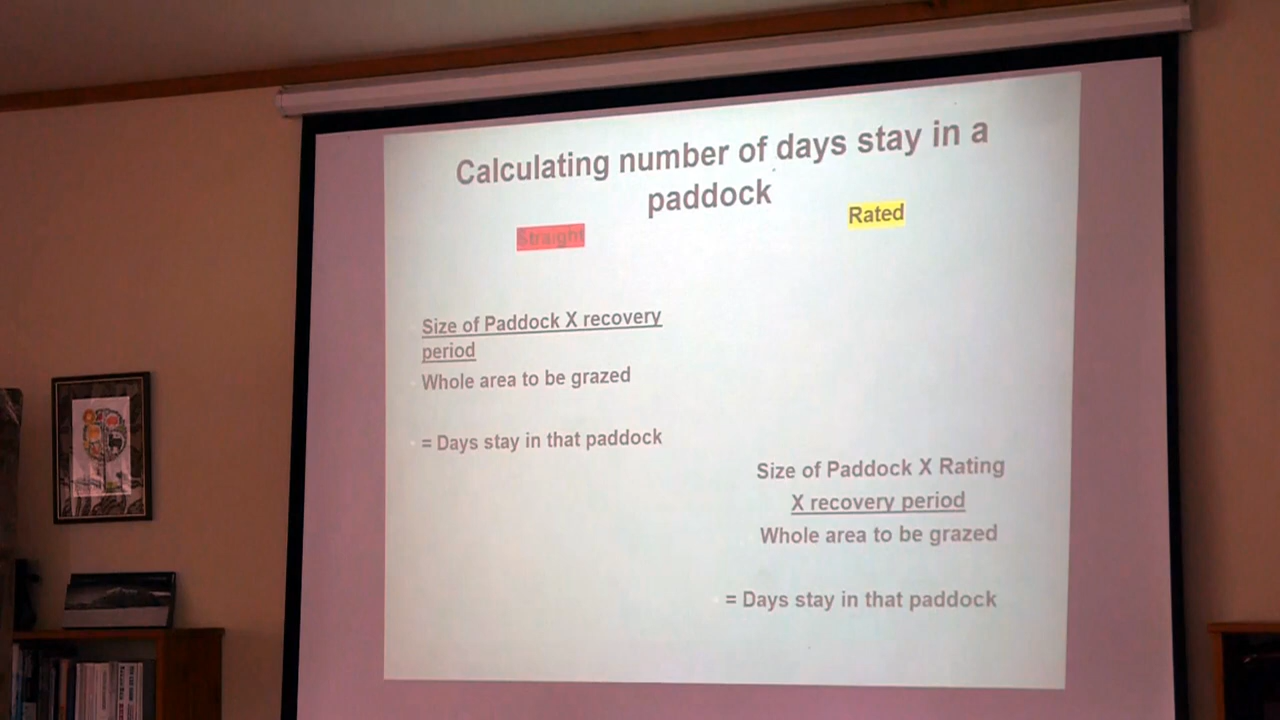 Calculating number of days stay in a
paddock
Straight
Rated
Size of Paddock X recovery
period
Whole area to be grazed
= Days stay in that paddock
Size of Paddock X Rating
X recovery period
Whole area to be grazed
= Days stay in that paddock